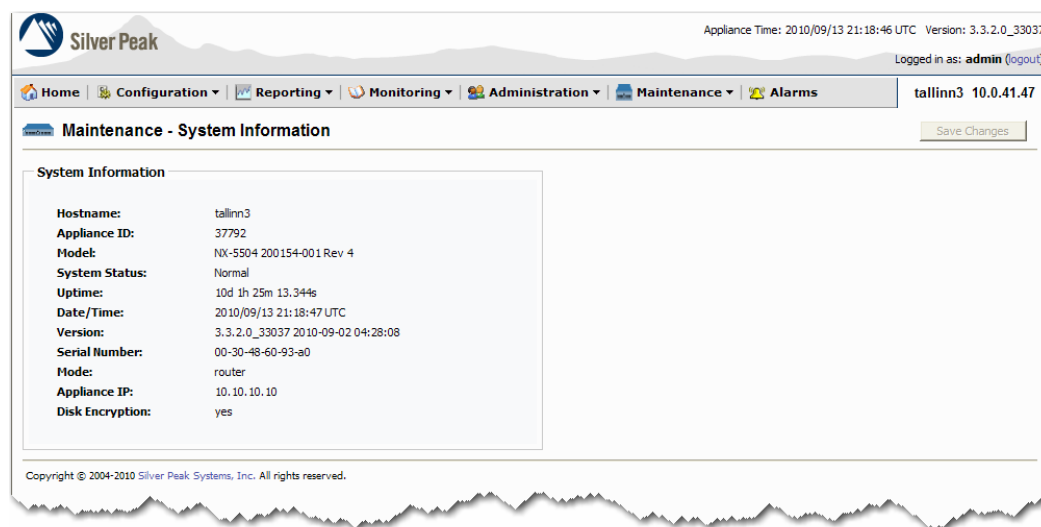 Silver Peak
Appliance Time: 2010/09/13 21:18:46 UTC Version: 3.3.2.0_33037
Logged in as: admin (logout)
Home Configuration Reporting Monitoring Administration Maintenance Alarms tallinn3 10.0.41.47
Maintenance - System Information Save Changes
System Information
Hostname: tallinn3
Appliance ID: 37792
Model: NX-5504 200154-001 Rev 4
System Status: Normal
Uptime: 10d 1h 25m 13.344s
Date/Time: 2010/09/13 21:18:47 UTC
Version: 3.3.2.0_33037 2010-09-02 04:28:08
Serial Number: 00-30-48-60-93-a0
Mode: router
Appliance IP: 10.10.10.10
Disk Encryption: yes
Copyright © 2004-2010 Silver Peak Systems, Inc. All rights reserved.